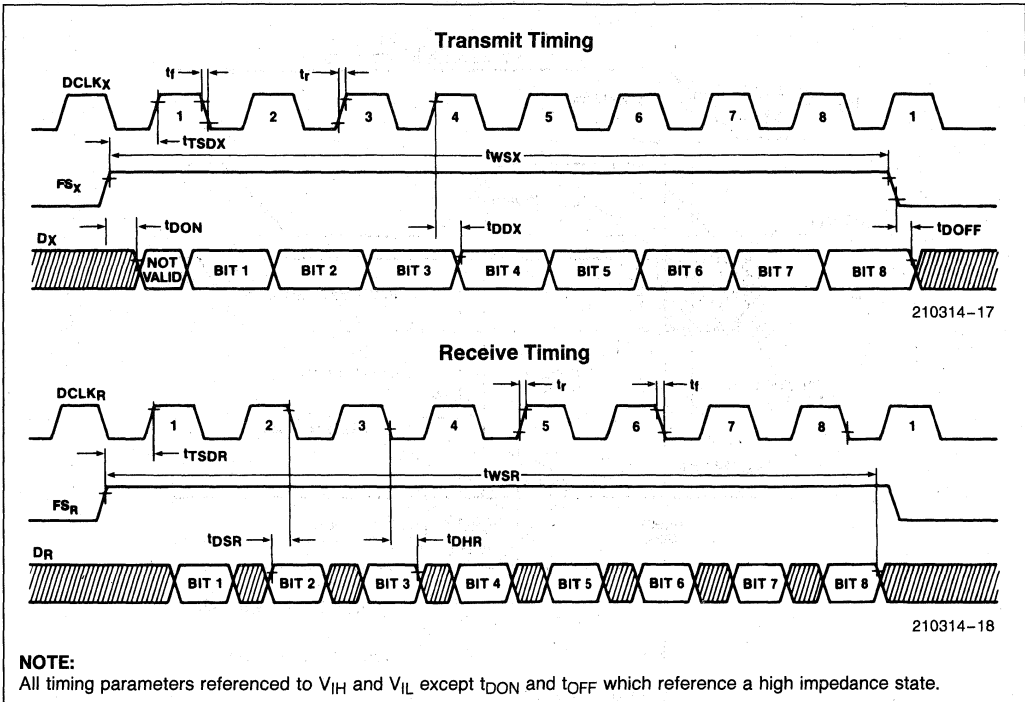 Transmit Timing
DCLKX
tf
tr
1 2 3 4 5 6 7 8 1
tTSDX
tWSX
FSX
tDON
tDDX
tDOFF
DX
NOT VALID BIT 1 BIT 2 BIT 3 BIT 4 BIT 5 BIT 6 BIT 7 BIT 8
210314-17
Receive Timing
DCLKR
tr
tf
1 2 3 4 5 6 7 8 1
tTSDR
tWSR
FSR
tDSR
tDHR
DR
BIT 1 BIT 2 BIT 3 BIT 4 BIT 5 BIT 6 BIT 7 BIT 8
210314-18
NOTE:
All timing parameters referenced to VIH and VIL except tDON and tOFF which reference a high impedance state.